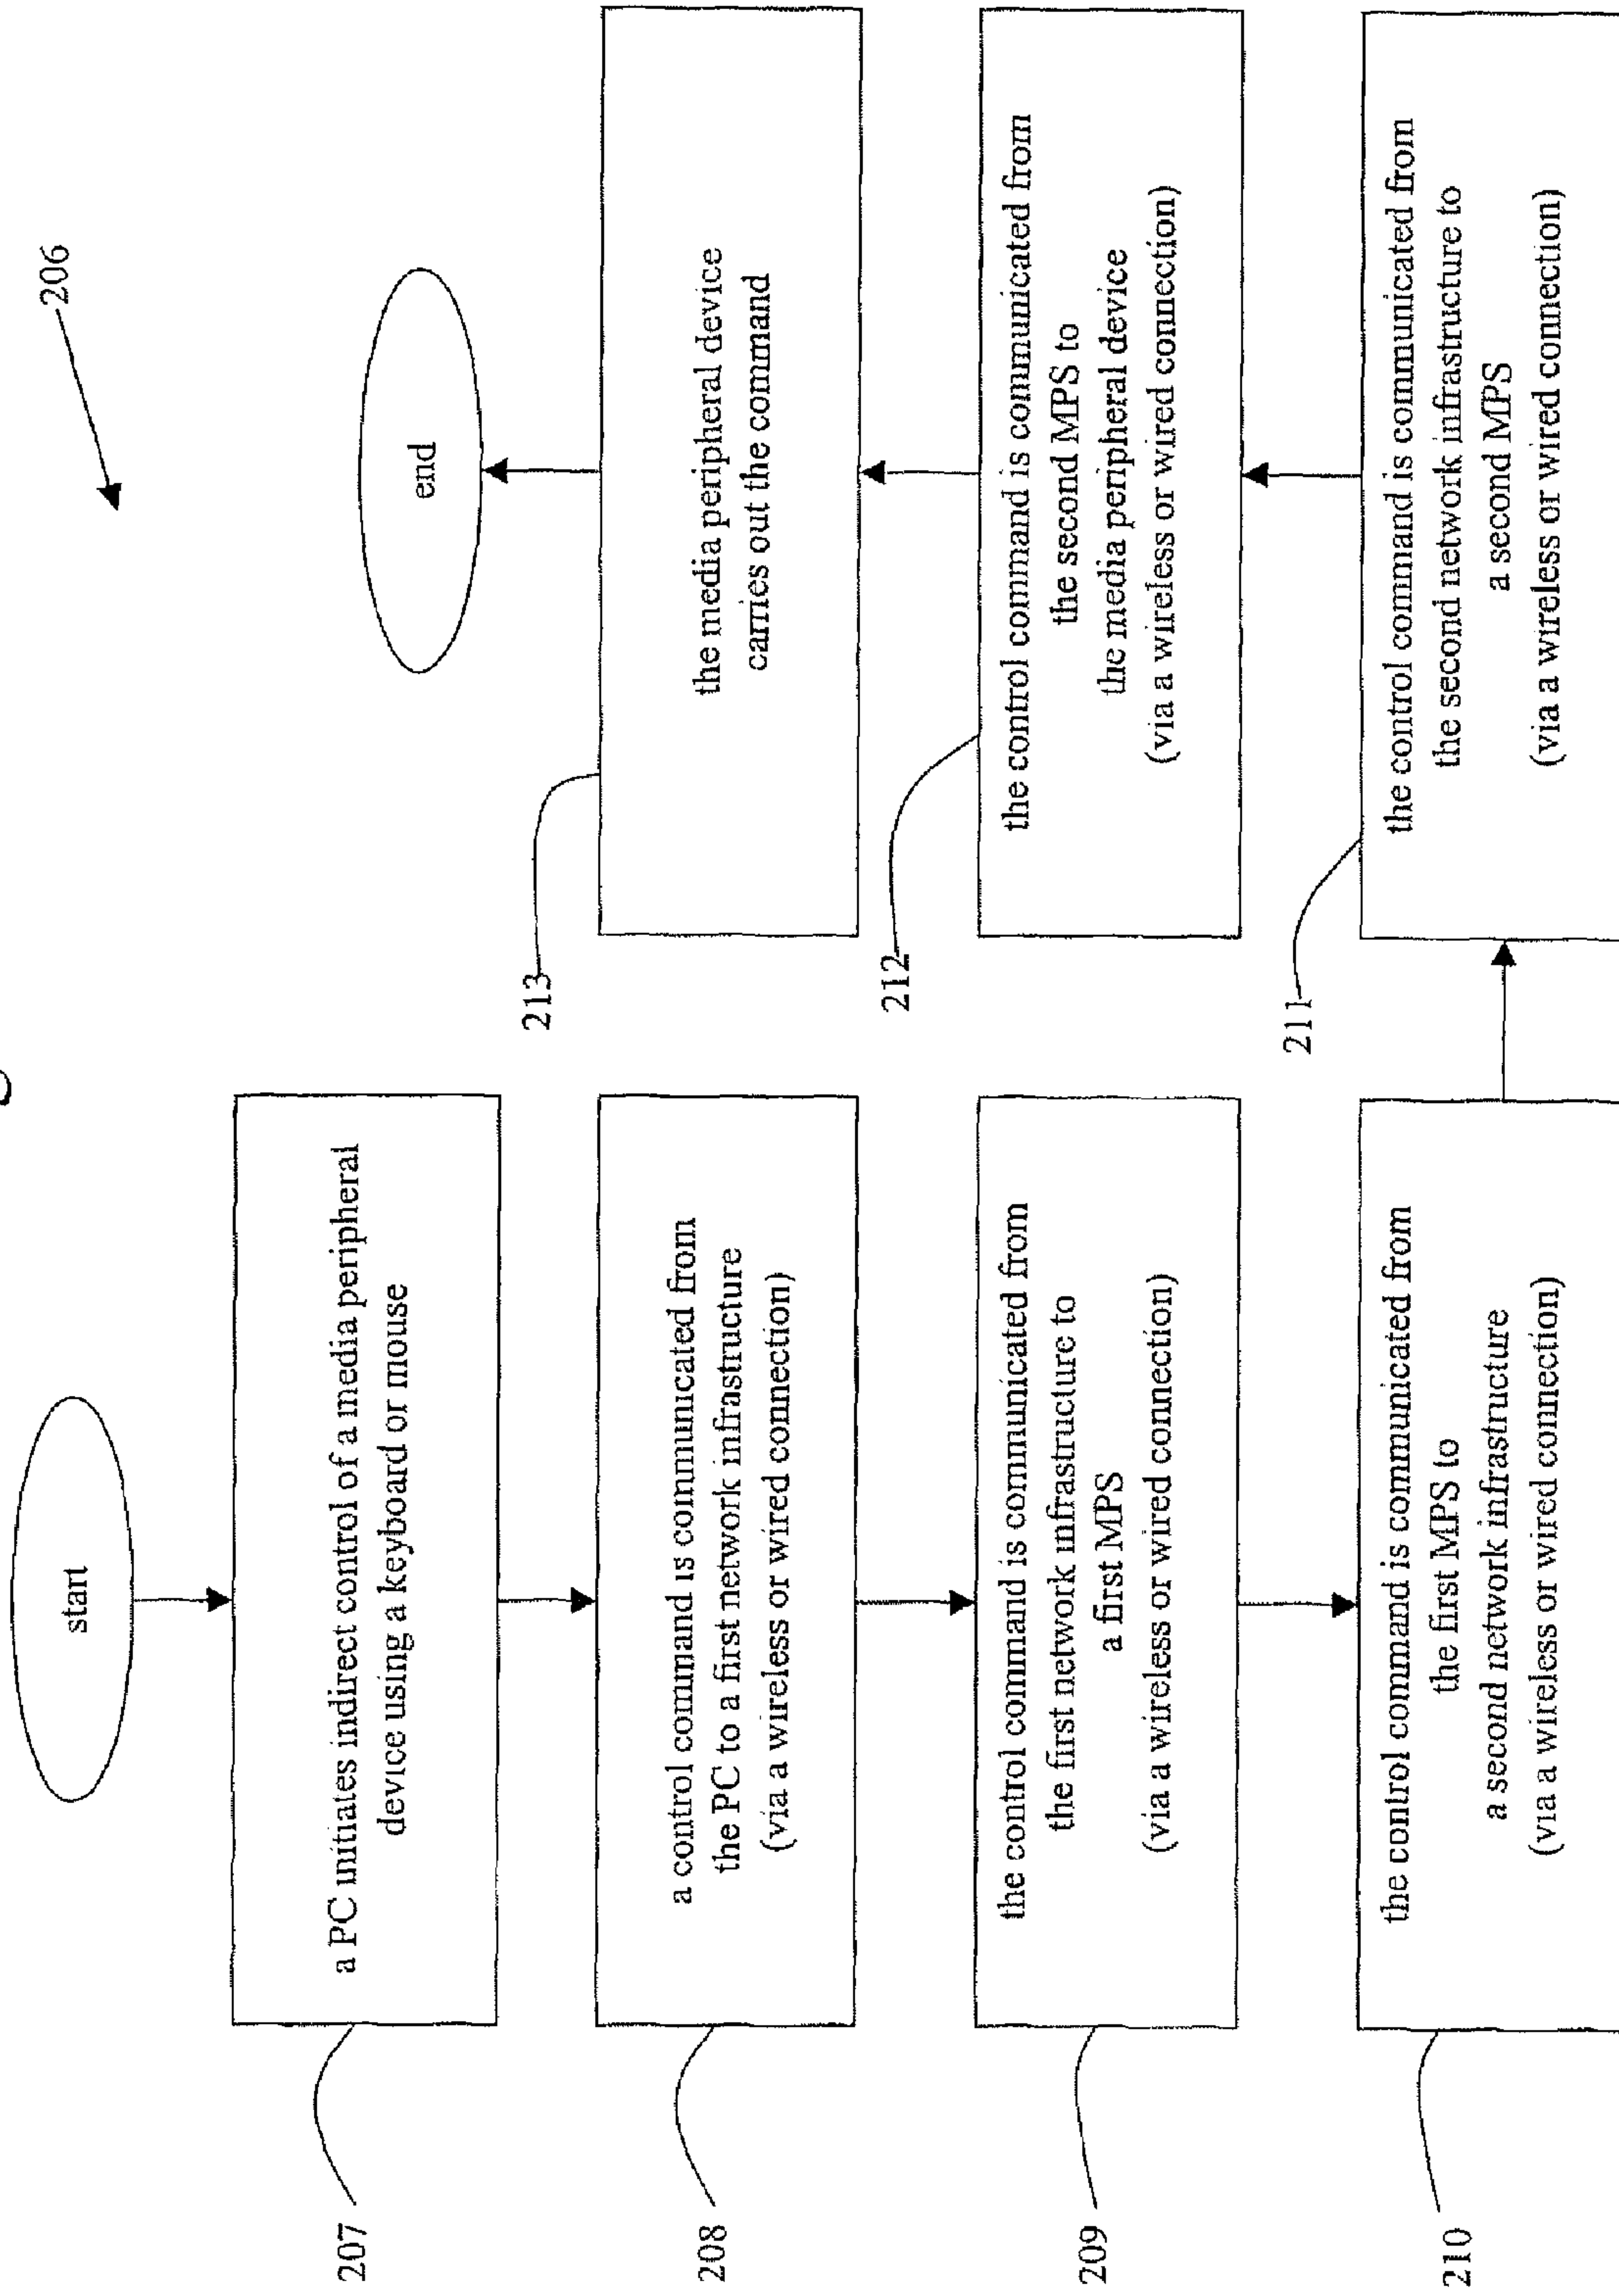 206
start
207
a PC initiates indirect control of a media peripheral
device using a keyboard or mouse
208
a control command is communicated from
the PC to a first network infrastructure
(via a wireless or wired connection)
209
the control command is communicated from
the first network infrastructure to
a first MPS
(via a wireless or wired connection)
210
the control command is communicated from
the first MPS to
a second network infrastructure
(via a wireless or wired connection)
211
the control command is communicated from
the second network infrastructure to
a second MPS
(via a wireless or wired connection)
212
the control command is communicated from
the second MPS to
the media peripheral device
(via a wireless or wired connection)
213
the media peripheral device
carries out the command
end